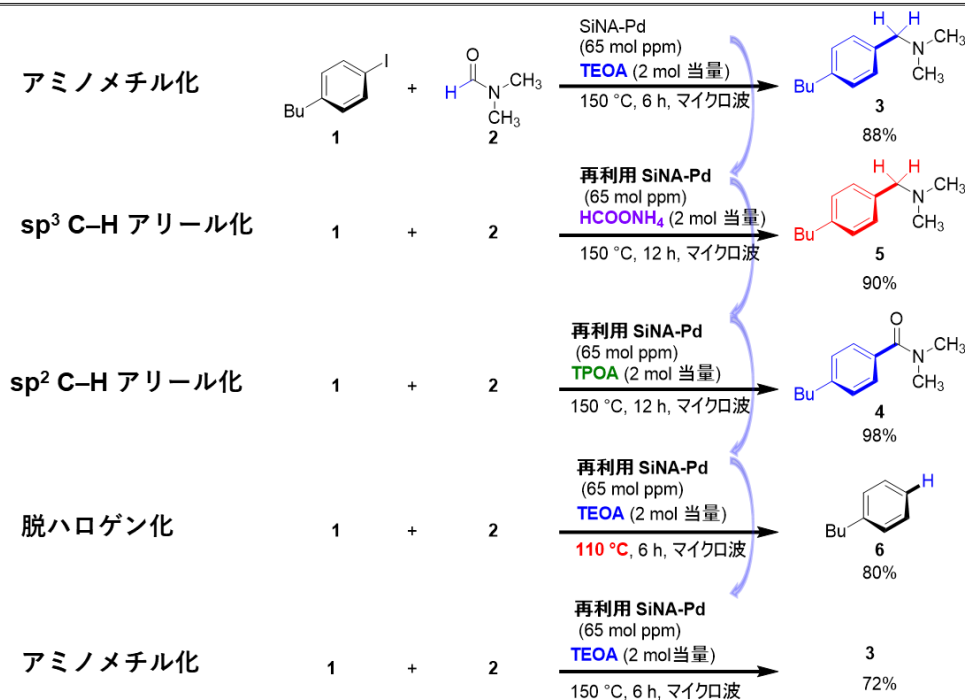 アミノメチル化
I
Bu
1
+
O
H
N
CH3
CH3
2
SiNA-Pd
(65 mol ppm)
TEOA (2 mol 当量)
150 °C, 6 h, マイクロ波
H H
N
CH3
CH3
Bu
3
88%
sp³ C–H アリール化
1 + 2
再利用 SiNA-Pd
(65 mol ppm)
HCOONH4 (2 mol 当量)
150 °C, 12 h, マイクロ波
H H
N
CH3
CH3
Bu
5
90%
sp² C–H アリール化
1 + 2
再利用 SiNA-Pd
(65 mol ppm)
TPOA (2 mol 当量)
150 °C, 12 h, マイクロ波
O
N
CH3
CH3
Bu
4
98%
脱ハロゲン化
1 + 2
再利用 SiNA-Pd
(65 mol ppm)
TEOA (2 mol 当量)
110 °C, 6 h, マイクロ波
H
Bu
6
80%
アミノメチル化
1 + 2
再利用 SiNA-Pd
(65 mol ppm)
TEOA (2 mol当量)
150 °C, 6 h, マイクロ波
3
72%